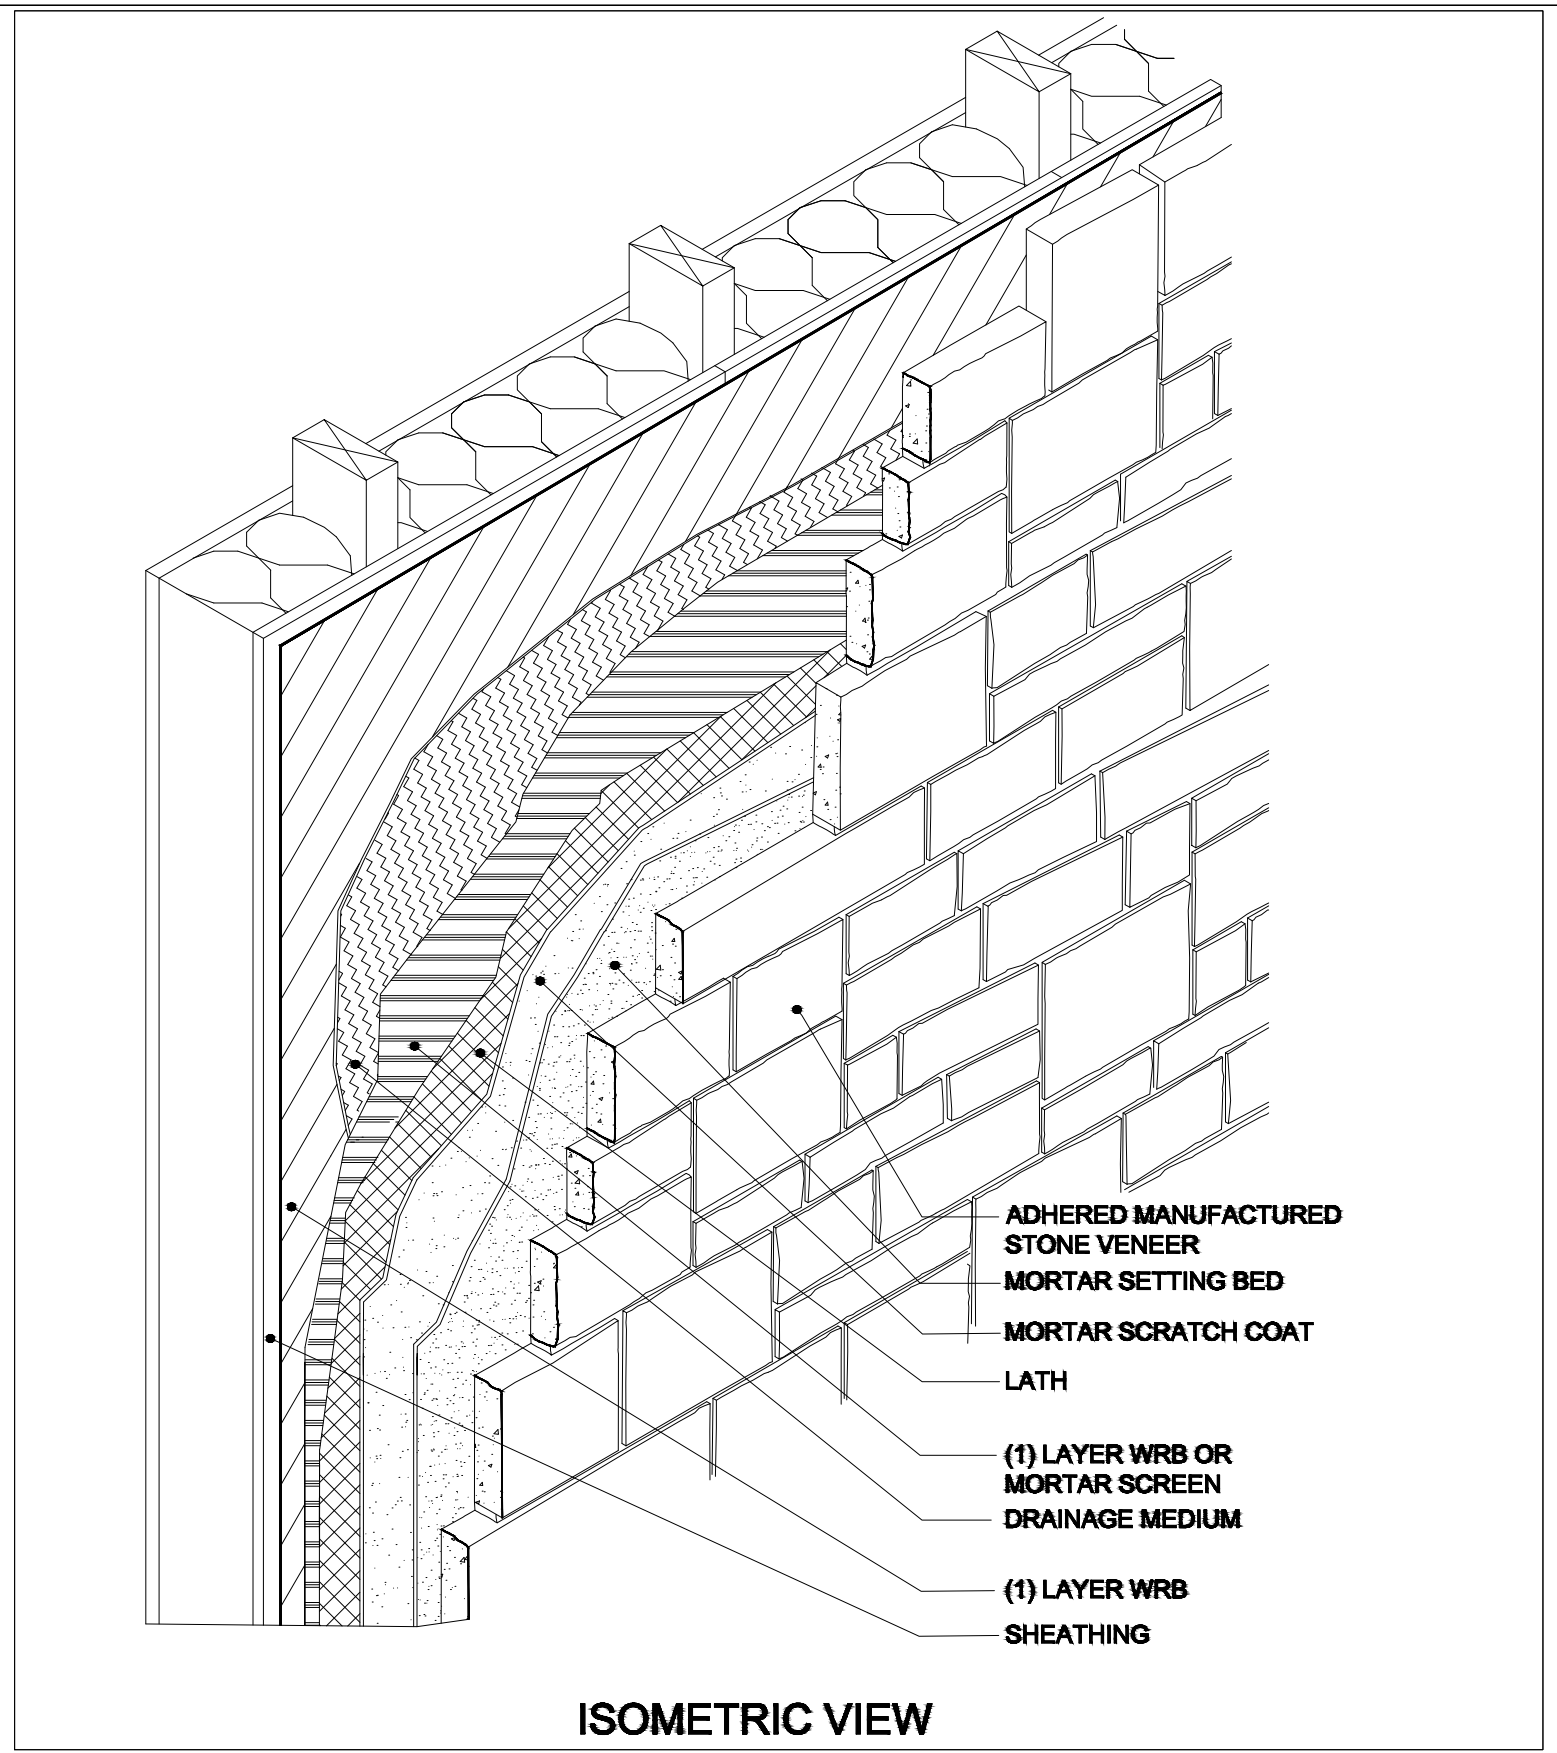 ADHERED MANUFACTURED
STONE VENEER
MORTAR SETTING BED
MORTAR SCRATCH COAT
LATH
(1) LAYER WRB OR
MORTAR SCREEN
DRAINAGE MEDIUM
(1) LAYER WRB
SHEATHING
ISOMETRIC VIEW